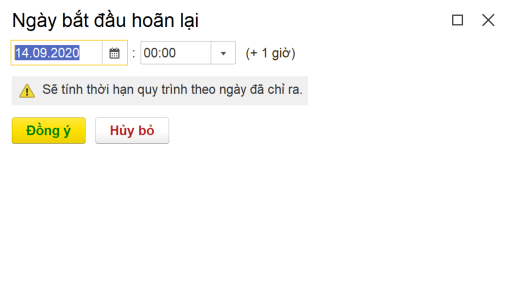 Ngày bắt đầu hoãn lại
14.09.2020 : 00:00 (+ 1 giờ)
Sẽ tính thời hạn quy trình theo ngày đã chỉ ra.
Đồng ý Hủy bỏ